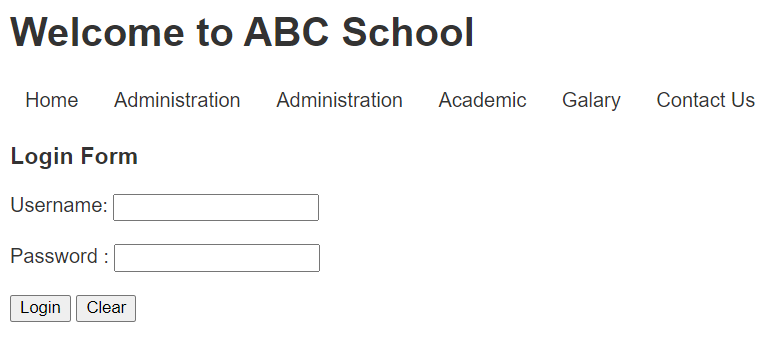 Welcome to ABC School
Home Administration Administration Academic Galary Contact Us
Login Form
Username:
Password :
Login Clear